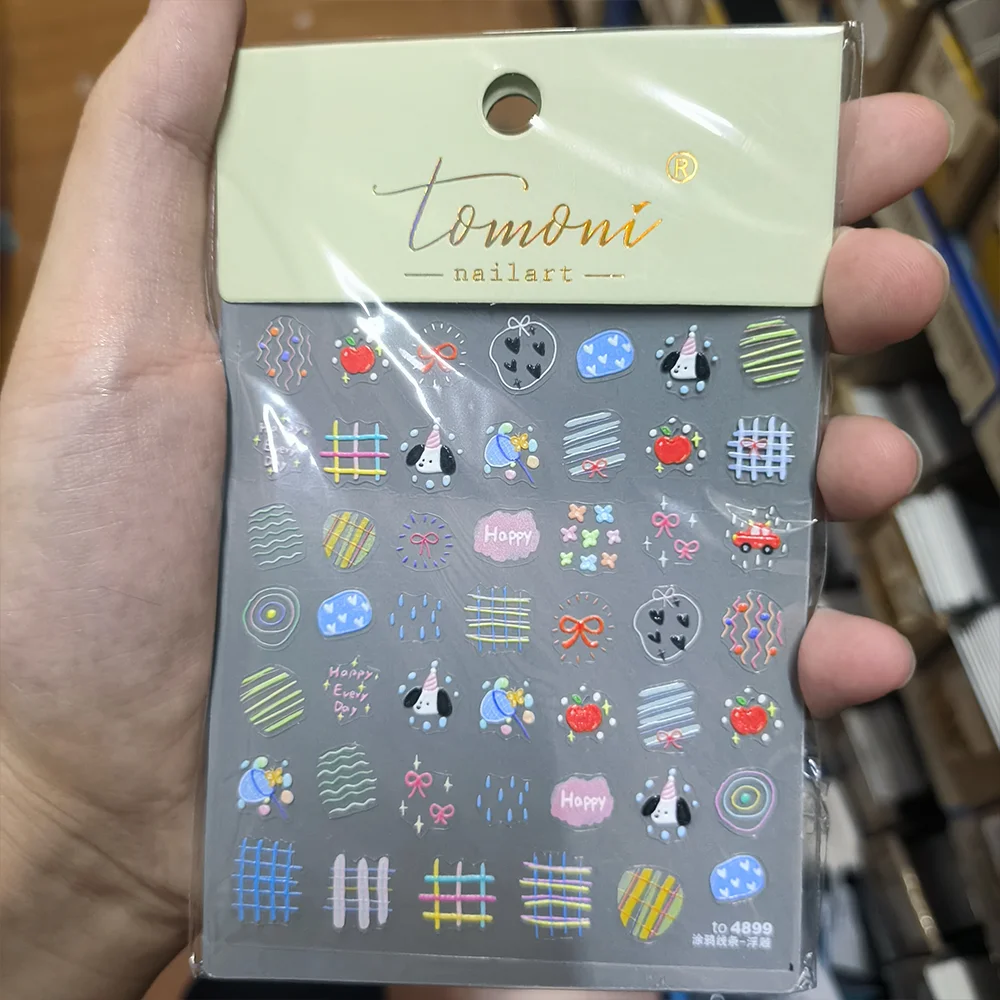 tomoni®
nailart
Happy
Happy
Every
Day
Happy
to 4899
涂鸦线条-浮雕